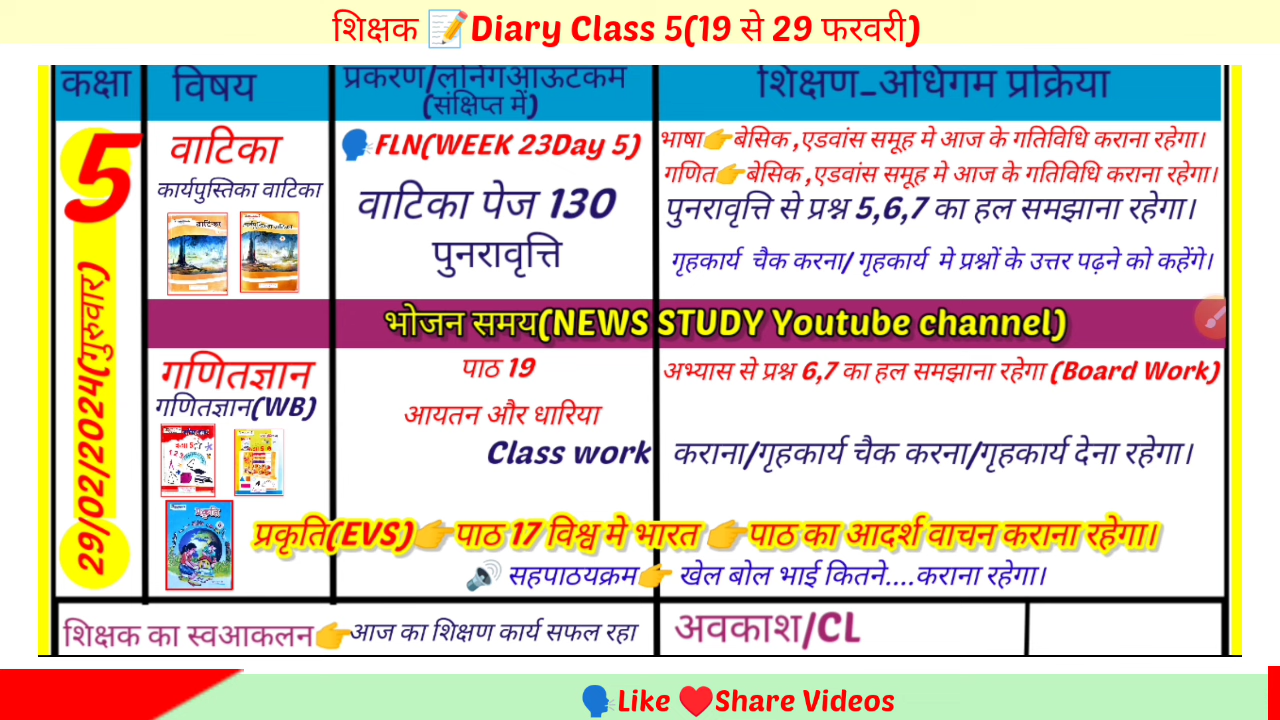 शिक्षक 📝Diary Class 5(19 से 29 फरवरी)
कक्षा
विषय
प्रकरण/लर्निंगआऊटकम
(संक्षिप्त में)
शिक्षण-अधिगम प्रक्रिया
5
29/02/2024(गुरुवार)
वाटिका
कार्यपुस्तिका वाटिका
🗣️FLN(WEEK 23Day 5)
वाटिका पेज 130
पुनरावृत्ति
भाषा👉बेसिक ,एडवांस समूह मे आज के गतिविधि कराना रहेगा।
गणित👉बेसिक ,एडवांस समूह मे आज के गतिविधि कराना रहेगा।
पुनरावृत्ति से प्रश्न 5,6,7 का हल समझाना रहेगा।
गृहकार्य चैक करना/ गृहकार्य मे प्रश्नों के उत्तर पढ़ने को कहेंगे।
भोजन समय(NEWS STUDY Youtube channel)
गणितज्ञान
गणितज्ञान(WB)
पाठ 19
आयतन और धारिया
अभ्यास से प्रश्न 6,7 का हल समझाना रहेगा (Board Work)
Class work कराना/गृहकार्य चैक करना/गृहकार्य देना रहेगा।
प्रकृति(EVS)👉पाठ 17 विश्व मे भारत 👉पाठ का आदर्श वाचन कराना रहेगा।
🔊 सहपाठयक्रम👉 खेल बोल भाई कितने....कराना रहेगा।
शिक्षक का स्वआकलन👉आज का शिक्षण कार्य सफल रहा
अवकाश/CL
🗣️Like ❤️Share Videos